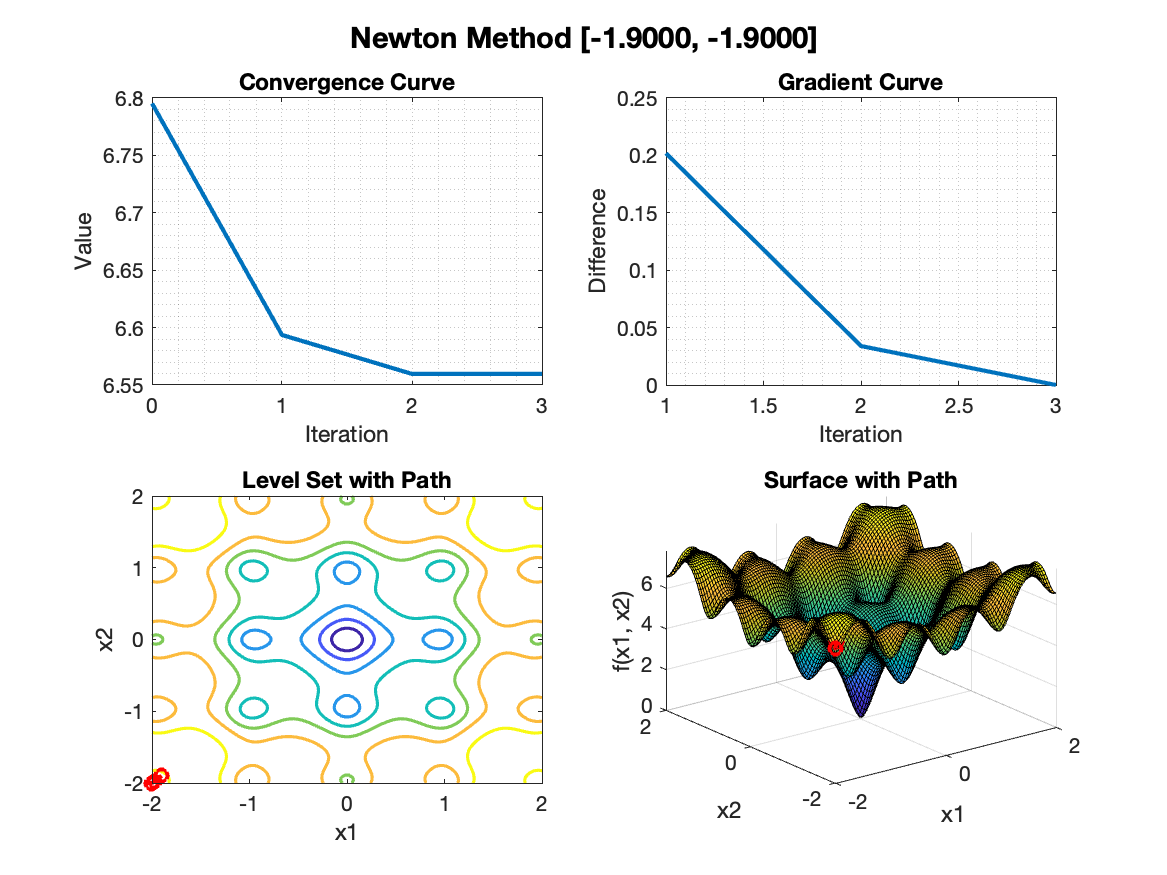 Newton Method [-1.9000, -1.9000]
Convergence Curve
6.8
6.75
6.7
6.65
6.6
6.55
Value
0 1 2 3
Iteration
Gradient Curve
0.25
0.2
0.15
0.1
0.05
0
Difference
1 1.5 2 2.5 3
Iteration
Level Set with Path
2
1
0
-1
-2
x2
-2 -1 0 1 2
x1
Surface with Path
6
4
2
0
f(x1, x2)
2
0
-2
x2
-2
0
2
x1